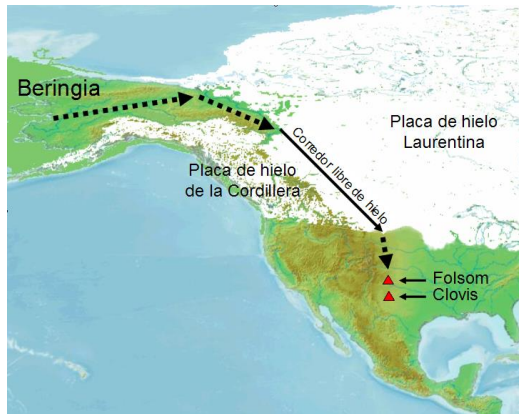 Beringia
Placa de hielo
Laurentina
Corredor libre de hielo
Placa de hielo
de la Cordillera
Folsom
Clovis